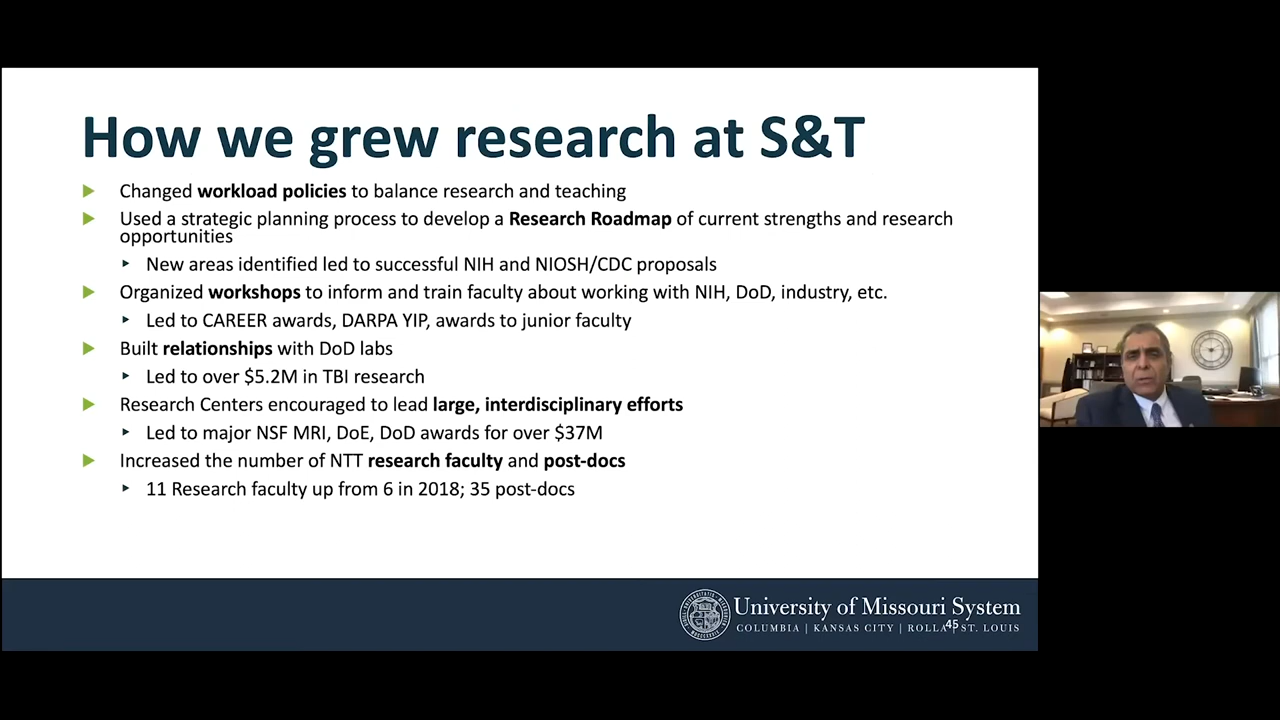 How we grew research at S&T
Changed workload policies to balance research and teaching
Used a strategic planning process to develop a Research Roadmap of current strengths and research
opportunities
New areas identified led to successful NIH and NIOSH/CDC proposals
Organized workshops to inform and train faculty about working with NIH, DoD, industry, etc.
Led to CAREER awards, DARPA YIP, awards to junior faculty
Built relationships with DoD labs
Led to over $5.2M in TBI research
Research Centers encouraged to lead large, interdisciplinary efforts
Led to major NSF MRI, DoE, DoD awards for over $37M
Increased the number of NTT research faculty and post-docs
11 Research faculty up from 6 in 2018; 35 post-docs
University of Missouri System
COLUMBIA | KANSAS CITY | ROLLA | ST. LOUIS
45